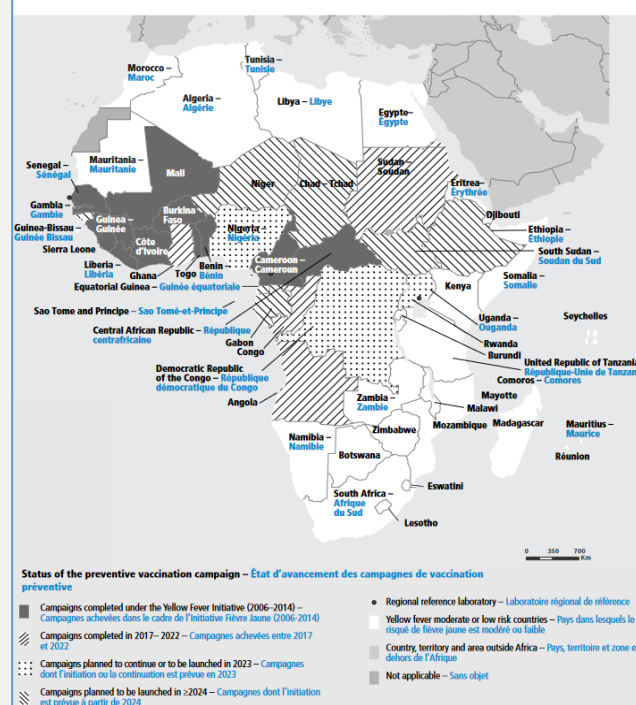 Tunisia –
Tunisie
Morocco –
Maroc
Algeria –
Algérie
Libya – Libye
Egypte–
Égypte
Senegal –
Sénégal
Mauritania –
Mauritanie
Mali
Niger
Chad – Tchad
Sudan –
Soudan
Eritrea–
Érythrée
Gambia –
Gambie
Guinea-Bissau –
Guinée Bissau
Guinea –
Guinée
Burkina
Faso
Nigeria –
Nigéria
Djibouti
Sierra Leone
Côte
d'Ivoire
Ethiopia –
Éthiopie
Liberia –
Libéria
Ghana
Togo
Benin –
Bénin
Cameroon –
Cameroun
South Sudan –
Soudan du Sud
Equatorial Guinea – Guinée équatoriale
Somalia –
Somalie
Kenya
Sao Tome and Principe – Sao Tomé-et-Principe
Uganda –
Ouganda
Seychelles
Central African Republic – République
centrafricaine
Gabon
Congo
Rwanda
Burundi
Democratic Republic
of the Congo – République
démocratique du Congo
United Republic of Tanzania
République-Unie de Tanzan
Comoros – Comores
Angola
Zambia –
Zambie
Mayotte
Malawi
Mozambique
Madagascar
Mauritius –
Maurice
Zimbabwe
Namibia –
Namibie
Botswana
Réunion
Eswatini
South Africa –
Afrique
du Sud
Lesotho
0 350 700
Km
Status of the preventive vaccination campaign – État d'avancement des campagnes de vaccination
préventive
Campaigns completed under the Yellow Fever Initiative (2006–2014) –
Campagnes achevées dans le cadre de l'Initiative Fièvre Jaune (2006-2014)
Campaigns completed in 2017– 2022 – Campagnes achevées entre 2017
et 2022
Campaigns planned to continue or to be launched in 2023 – Campagnes
dont l'initiation ou la continuation est prévue en 2023
Campaigns planned to be launched in ≥2024 – Campagnes dont l'initiation
est prévue à partir de 2024
Regional reference laboratory – Laboratoire régional de référence
Yellow fever moderate or low risk countries – Pays dans lesquels le
risqué de fièvre jaune est modéré ou faible
Country, territory and area outside Africa – Pays, territoire et zone e
dehors de l'Afrique
Not applicable – Sans objet